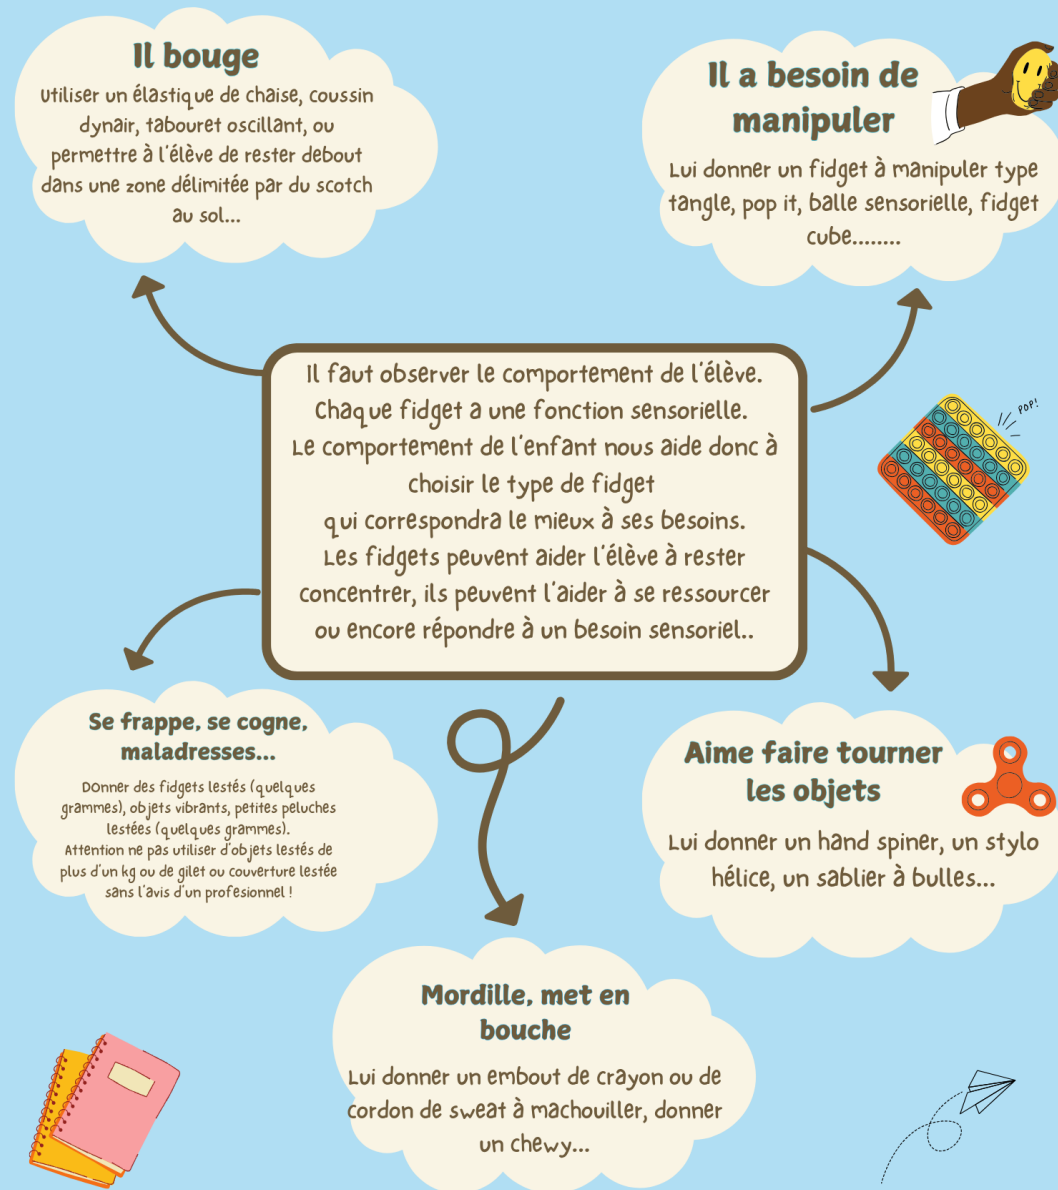 Il bouge
Utiliser un élastique de chaise, coussin
dynair, tabouret oscillant, ou
permettre à l'élève de rester debout
dans une zone délimitée par du scotch
au sol...
Il a besoin de
manipuler
Lui donner un fidget à manipuler type
tangle, pop it, balle sensorielle, fidget
cube........
Il faut observer le comportement de l'élève.
Chaque fidget a une fonction sensorielle.
Le comportement de l'enfant nous aide donc à
choisir le type de fidget
qui correspondra le mieux à ses besoins.
Les fidgets peuvent aider l'élève à rester
concentrer, ils peuvent l'aider à se ressourcer
ou encore répondre à un besoin sensoriel..
POP!
Se frappe, se cogne,
maladresses...
Donner des fidgets lestés (quelques
grammes), objets vibrants, petites peluches
lestées (quelques grammes).
Attention ne pas utiliser d'objets lestés de
plus d'un kg ou de gilet ou couverture lestée
sans l'avis d'un profesionnel !
Aime faire tourner
les objets
Lui donner un hand spiner, un stylo
hélice, un sablier à bulles...
Mordille, met en
bouche
Lui donner un embout de crayon ou de
cordon de sweat à machouiller, donner
un chewy...